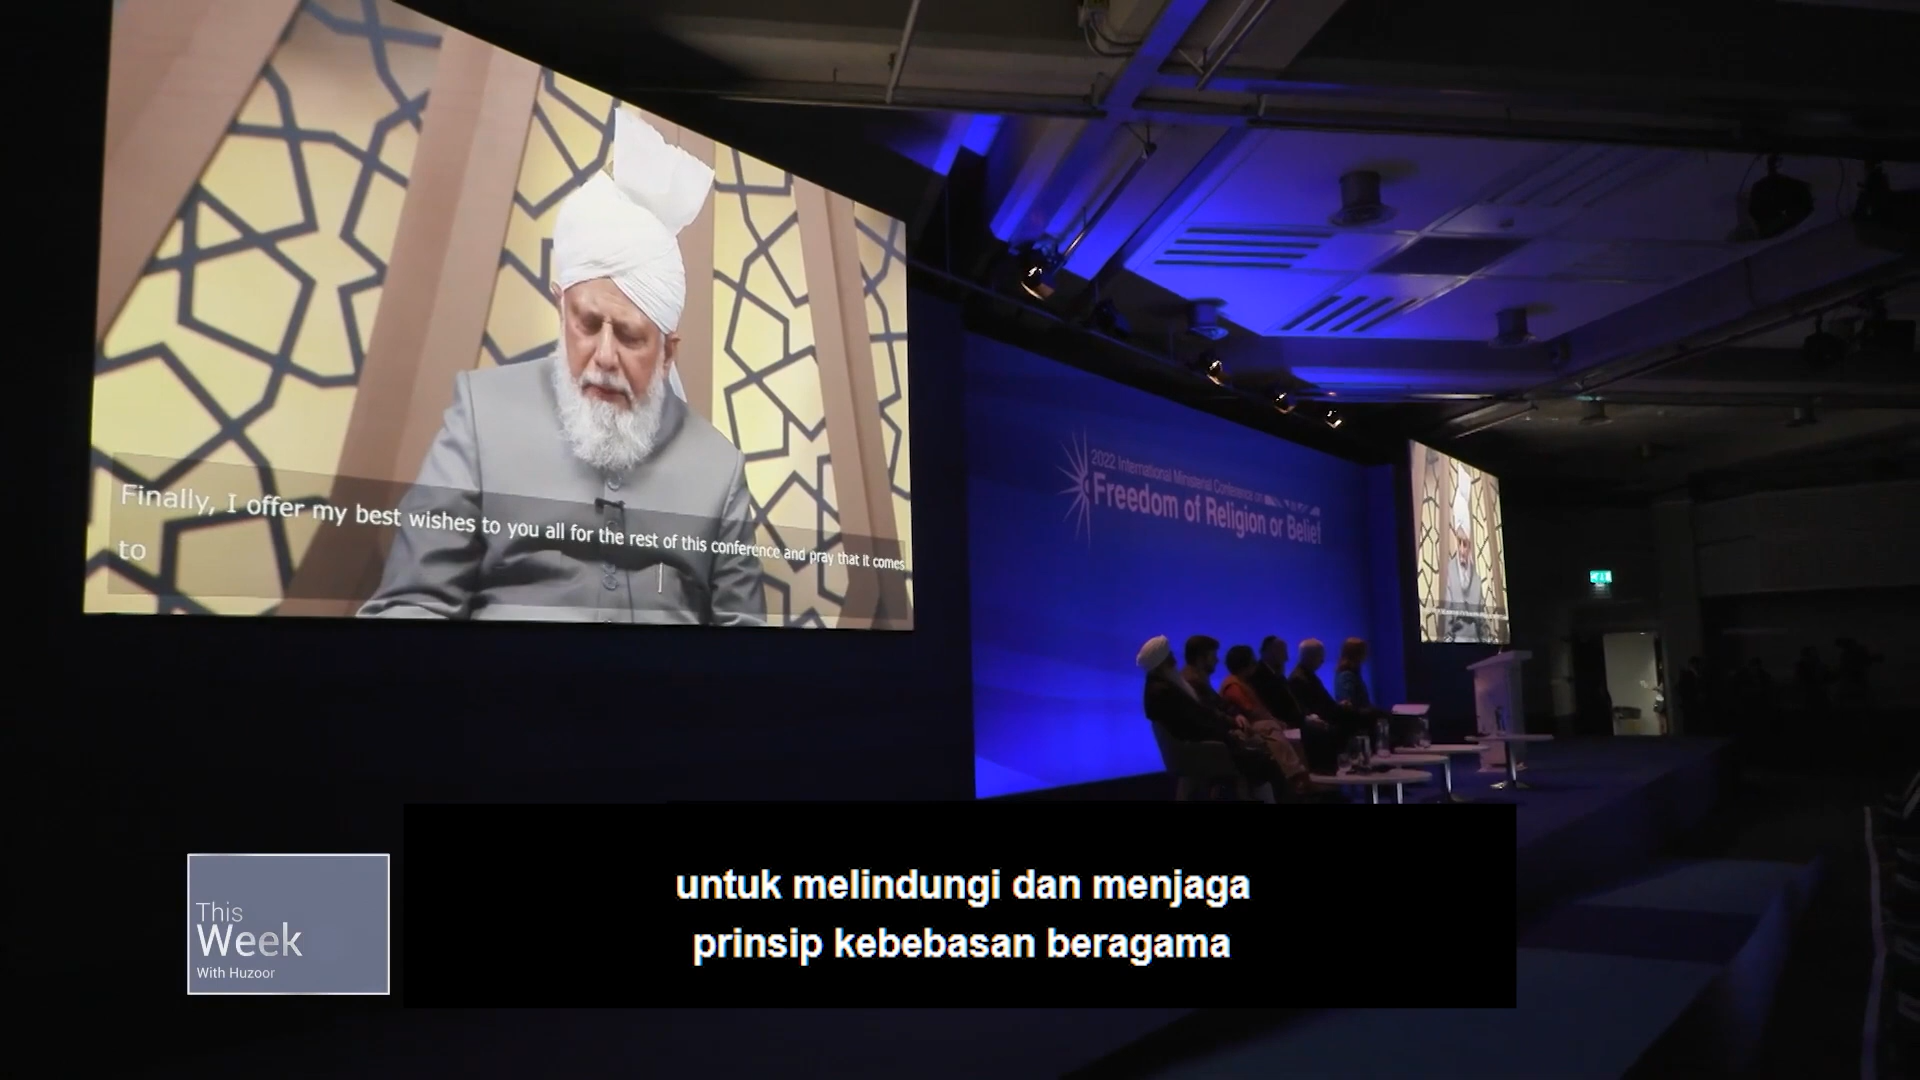 Finally, I offer my best wishes to you all for the rest of this conference and pray that it comes
to
2022 International Ministerial Conference on
Freedom of Religion or Belief
This
Week
With Huzoor
untuk melindungi dan menjaga
prinsip kebebasan beragama